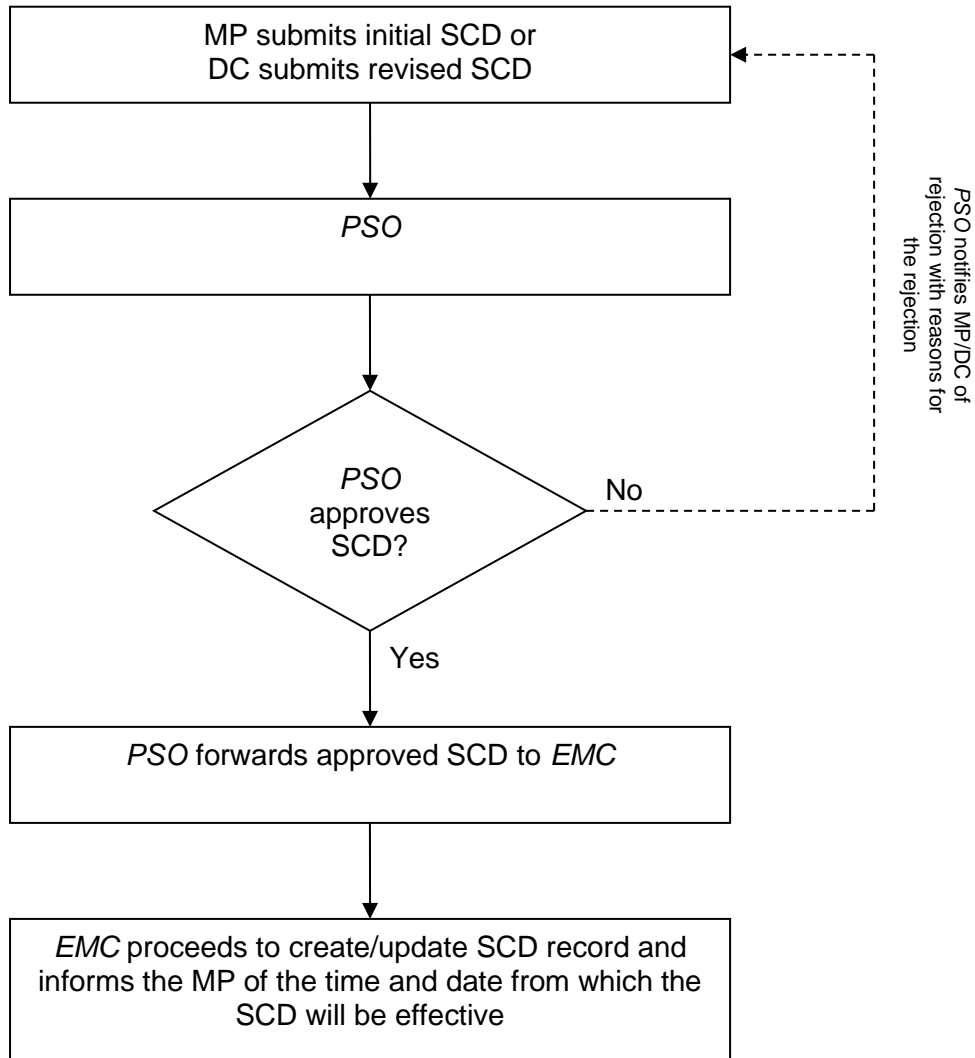 MP submits initial SCD or
DC submits revised SCD
PSO
PSO notifies MP/DC of
rejection with reasons for
the rejection
PSO
approves
SCD?
No
Yes
PSO forwards approved SCD to EMC
EMC proceeds to create/update SCD record and
informs the MP of the time and date from which the
SCD will be effective